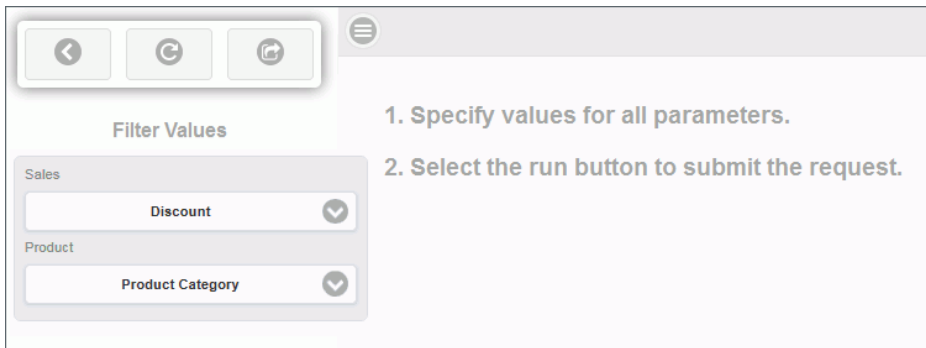 Filter Values
Sales
Discount
Product
Product Category
1. Specify values for all parameters.
2. Select the run button to submit the request.